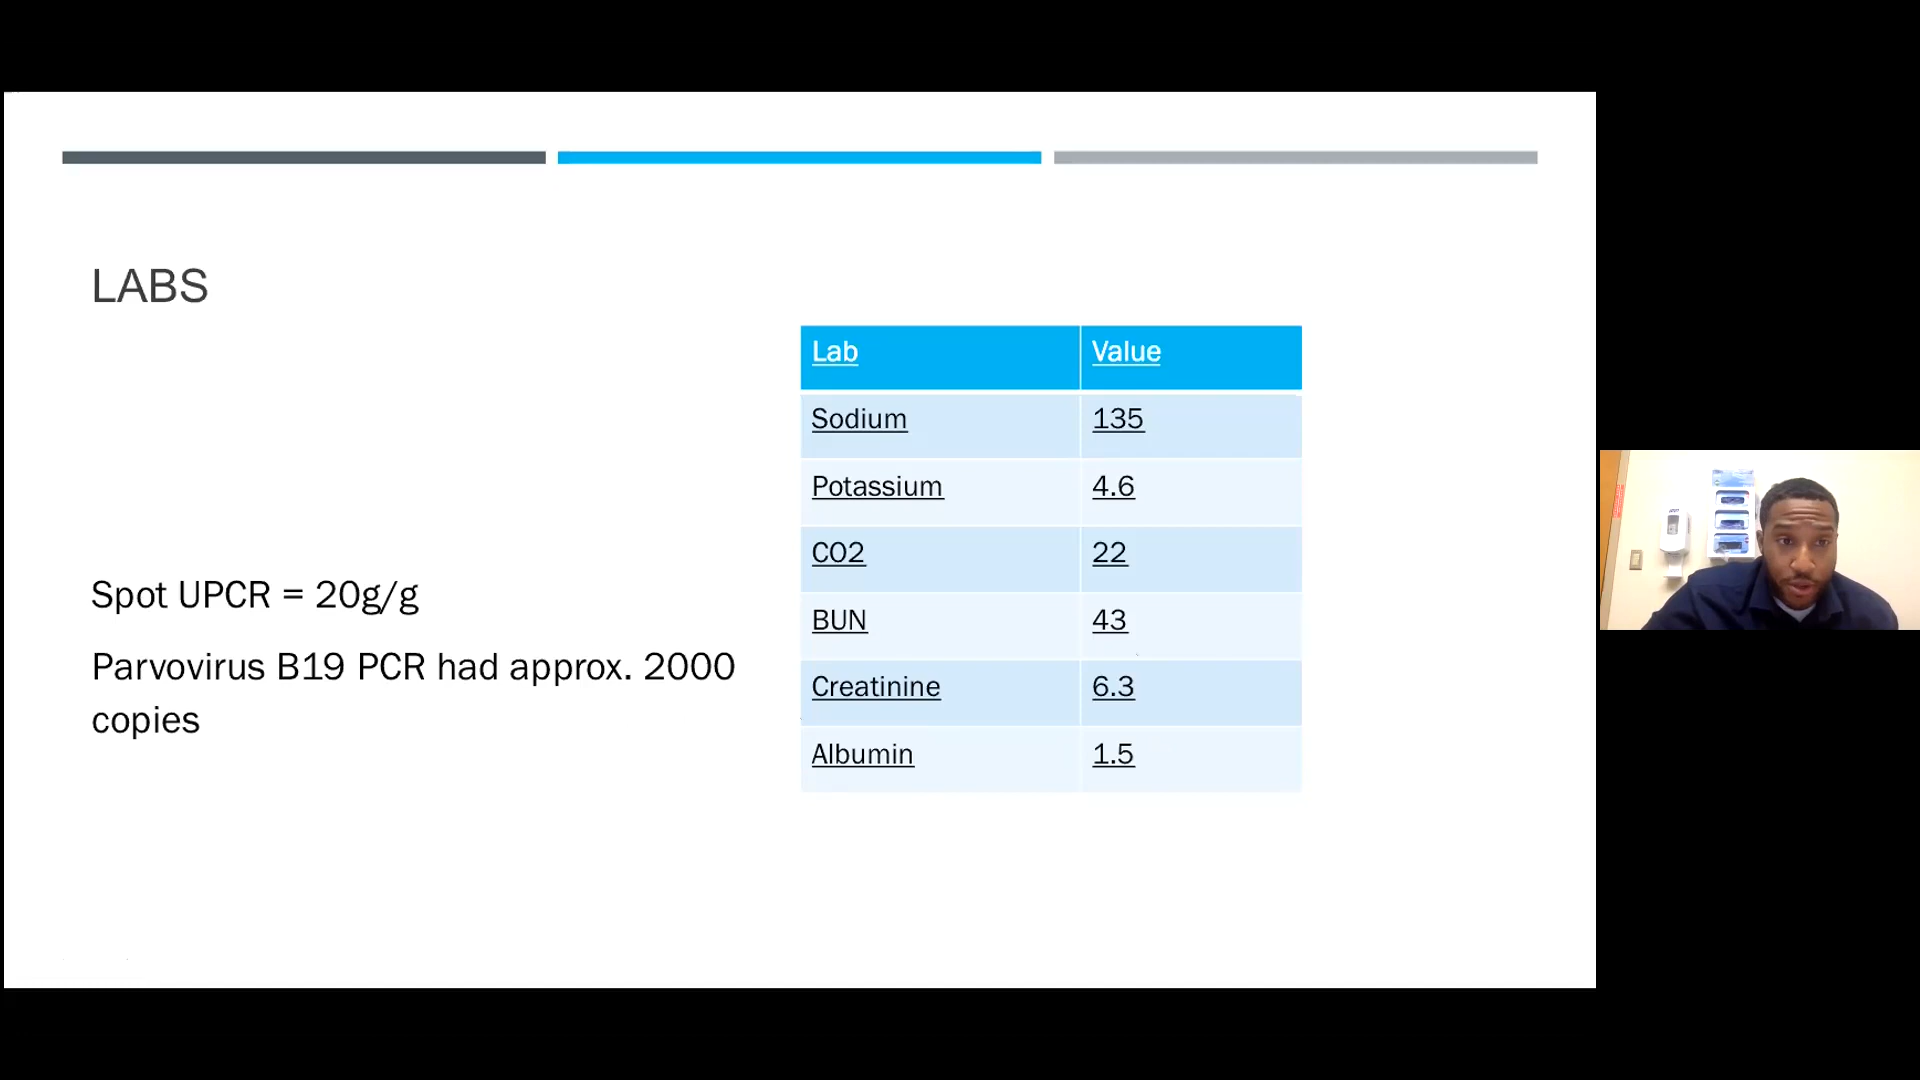 LABS
Spot UPCR = 20g/g
Parvovirus B19 PCR had approx. 2000
copies
Lab Value
Sodium 135
Potassium 4.6
CO2 22
BUN 43
Creatinine 6.3
Albumin 1.5